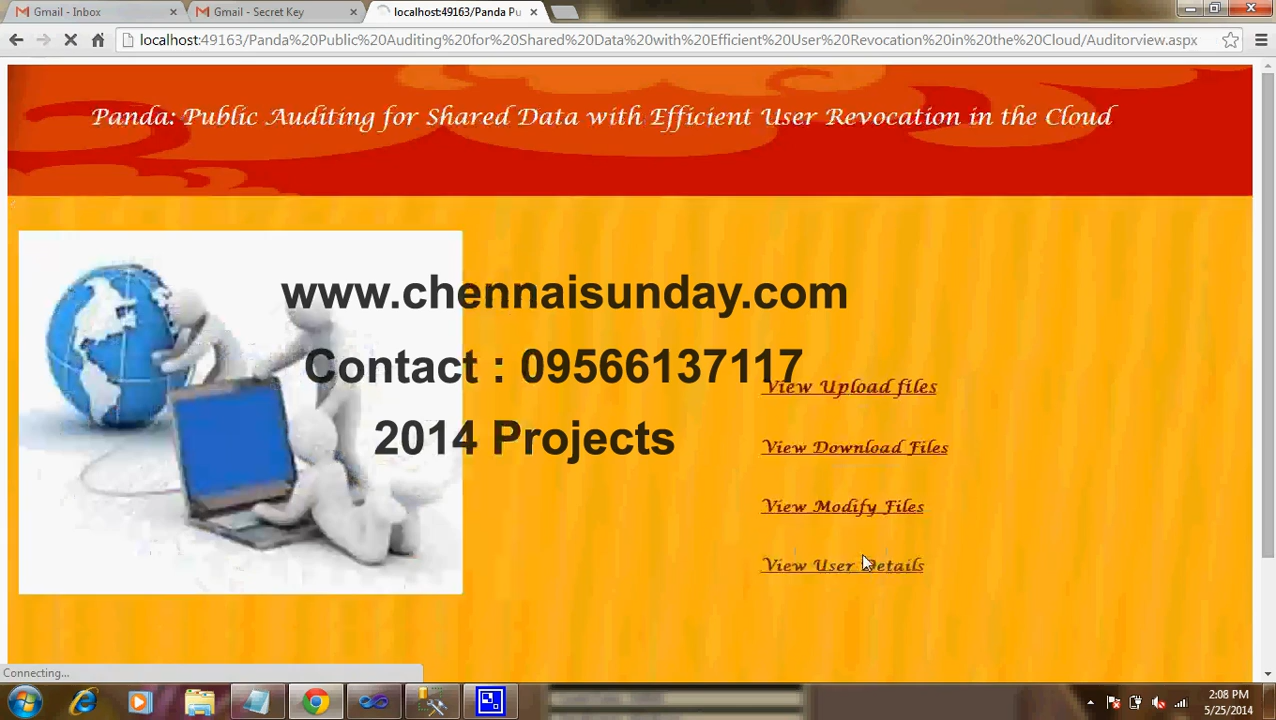 Gmail - Inbox
Gmail - Secret Key
localhost:49163/Panda Pu
localhost:49163/Panda%20Public%20Auditing%20for%20Shared%20Data%20with%20Efficient%20User%20Revocation%20in%20the%20Cloud/Auditorview.aspx
Panda: Public Auditing for Shared Data with Efficient User Revocation in the Cloud
www.chennaisunday.com
Contact : 09566137117
2014 Projects
View Upload files
View Download Files
View Modify Files
View User Details
Connecting...
2:08 PM
5/25/2014